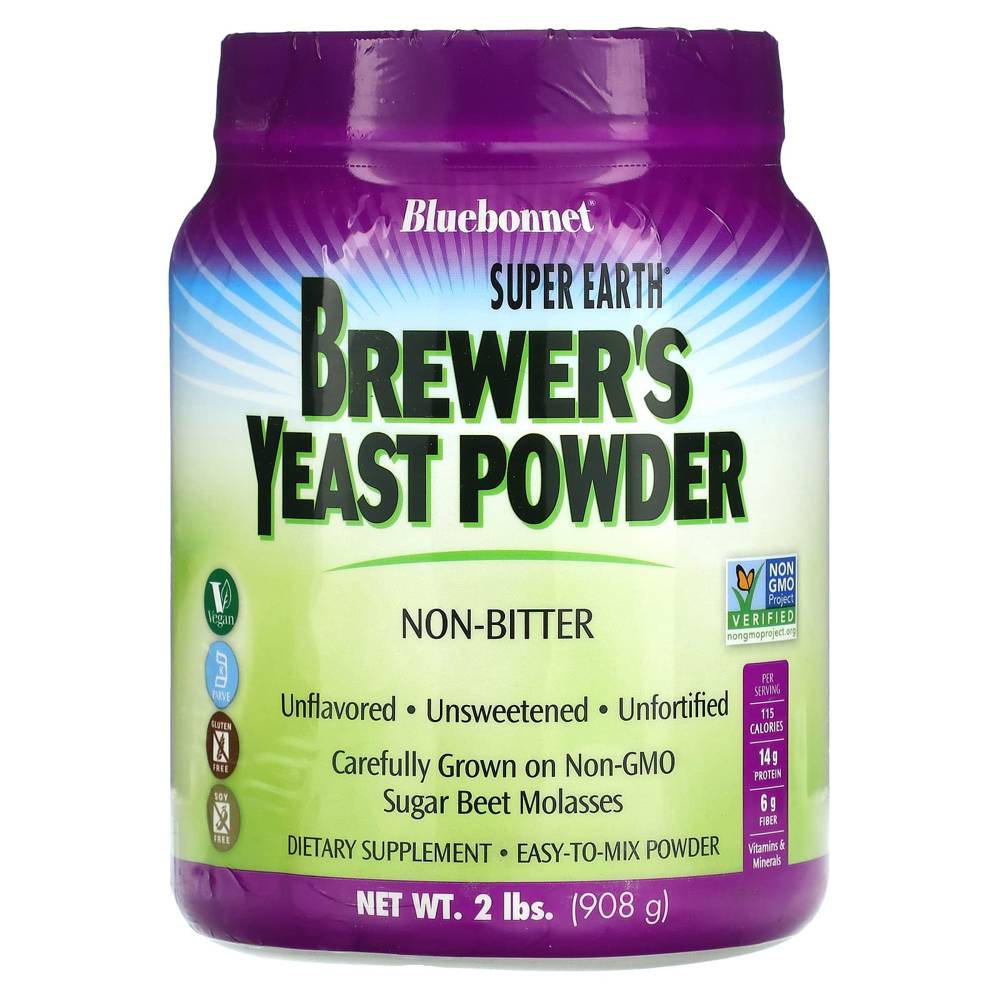 Bluebonnet®
SUPER EARTH®
BREWER'S
YEAST POWDER
NON-BITTER
Unflavored • Unsweetened • Unfortified
Carefully Grown on Non-GMO
Sugar Beet Molasses
DIETARY SUPPLEMENT • EASY-TO-MIX POWDER
NET WT. 2 lbs. (908 g)
V
Vegan
K
PARVE
GLUTEN
FREE
SOY
FREE
NON
GMO
Project
VERIFIED
nongmoproject.org
PER
SERVING
115
CALORIES
14 g
PROTEIN
6 g
FIBER
Vitamins &
Minerals